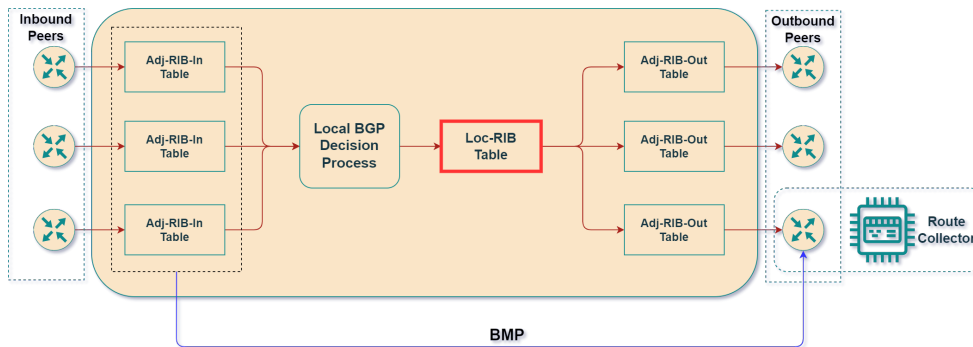 Inbound
Peers
Outbound
Peers
Adj-RIB-In
Table
Adj-RIB-Out
Table
Local BGP
Decision
Process
Loc-RIB
Table
Adj-RIB-In
Table
Adj-RIB-Out
Table
Adj-RIB-In
Table
Adj-RIB-Out
Table
Route
Collector
BMP